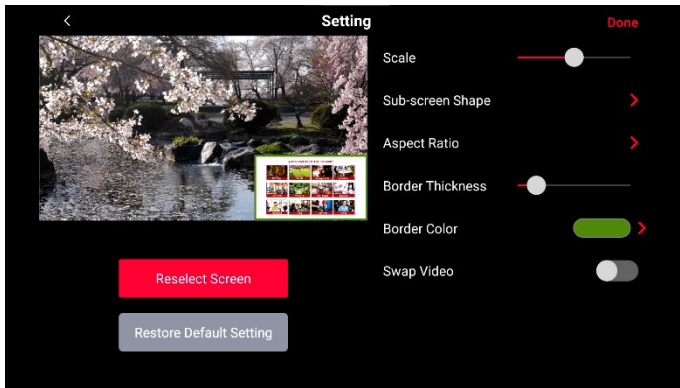 Setting
Done
Scale
Sub-screen Shape
Aspect Ratio
Border Thickness
Border Color
Swap Video
Reselect Screen
Restore Default Setting